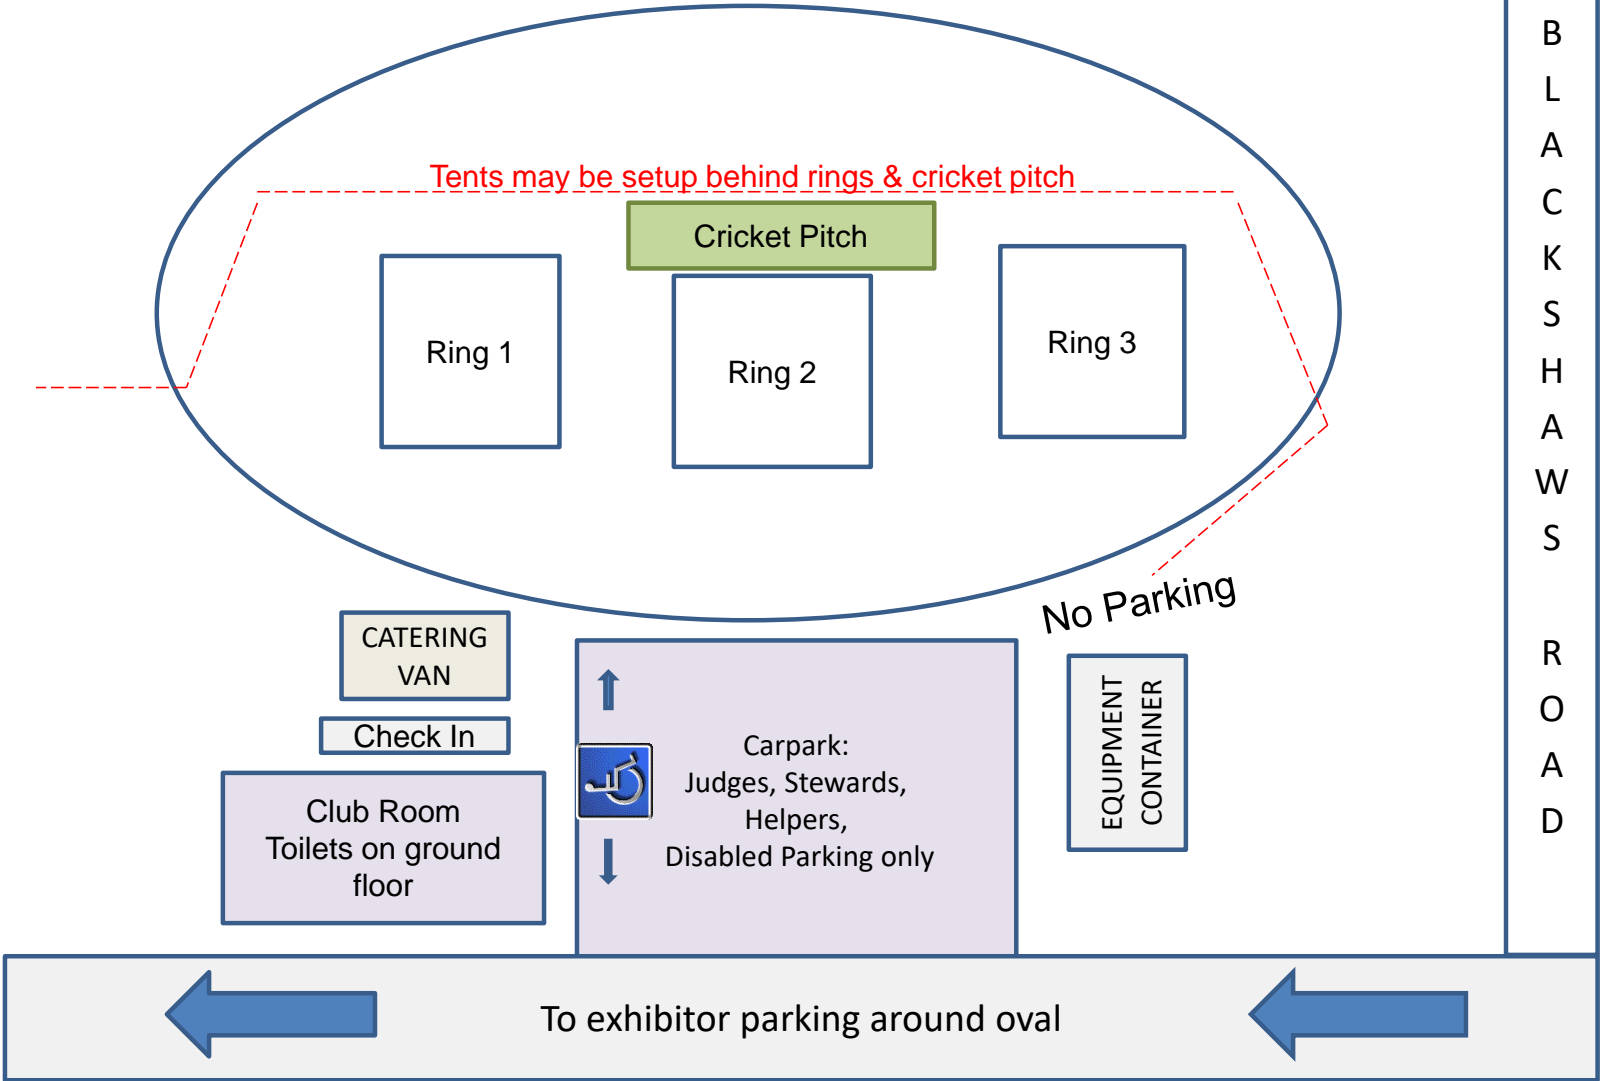 Tents may be setup behind rings & cricket pitch
Cricket Pitch
Ring 1
Ring 2
Ring 3
No Parking
CATERING
VAN
Check In
Club Room
Toilets on ground
floor
Carpark:
Judges, Stewards,
Helpers,
Disabled Parking only
EQUIPMENT
CONTAINER
BLACKSHAWS ROAD
To exhibitor parking around oval